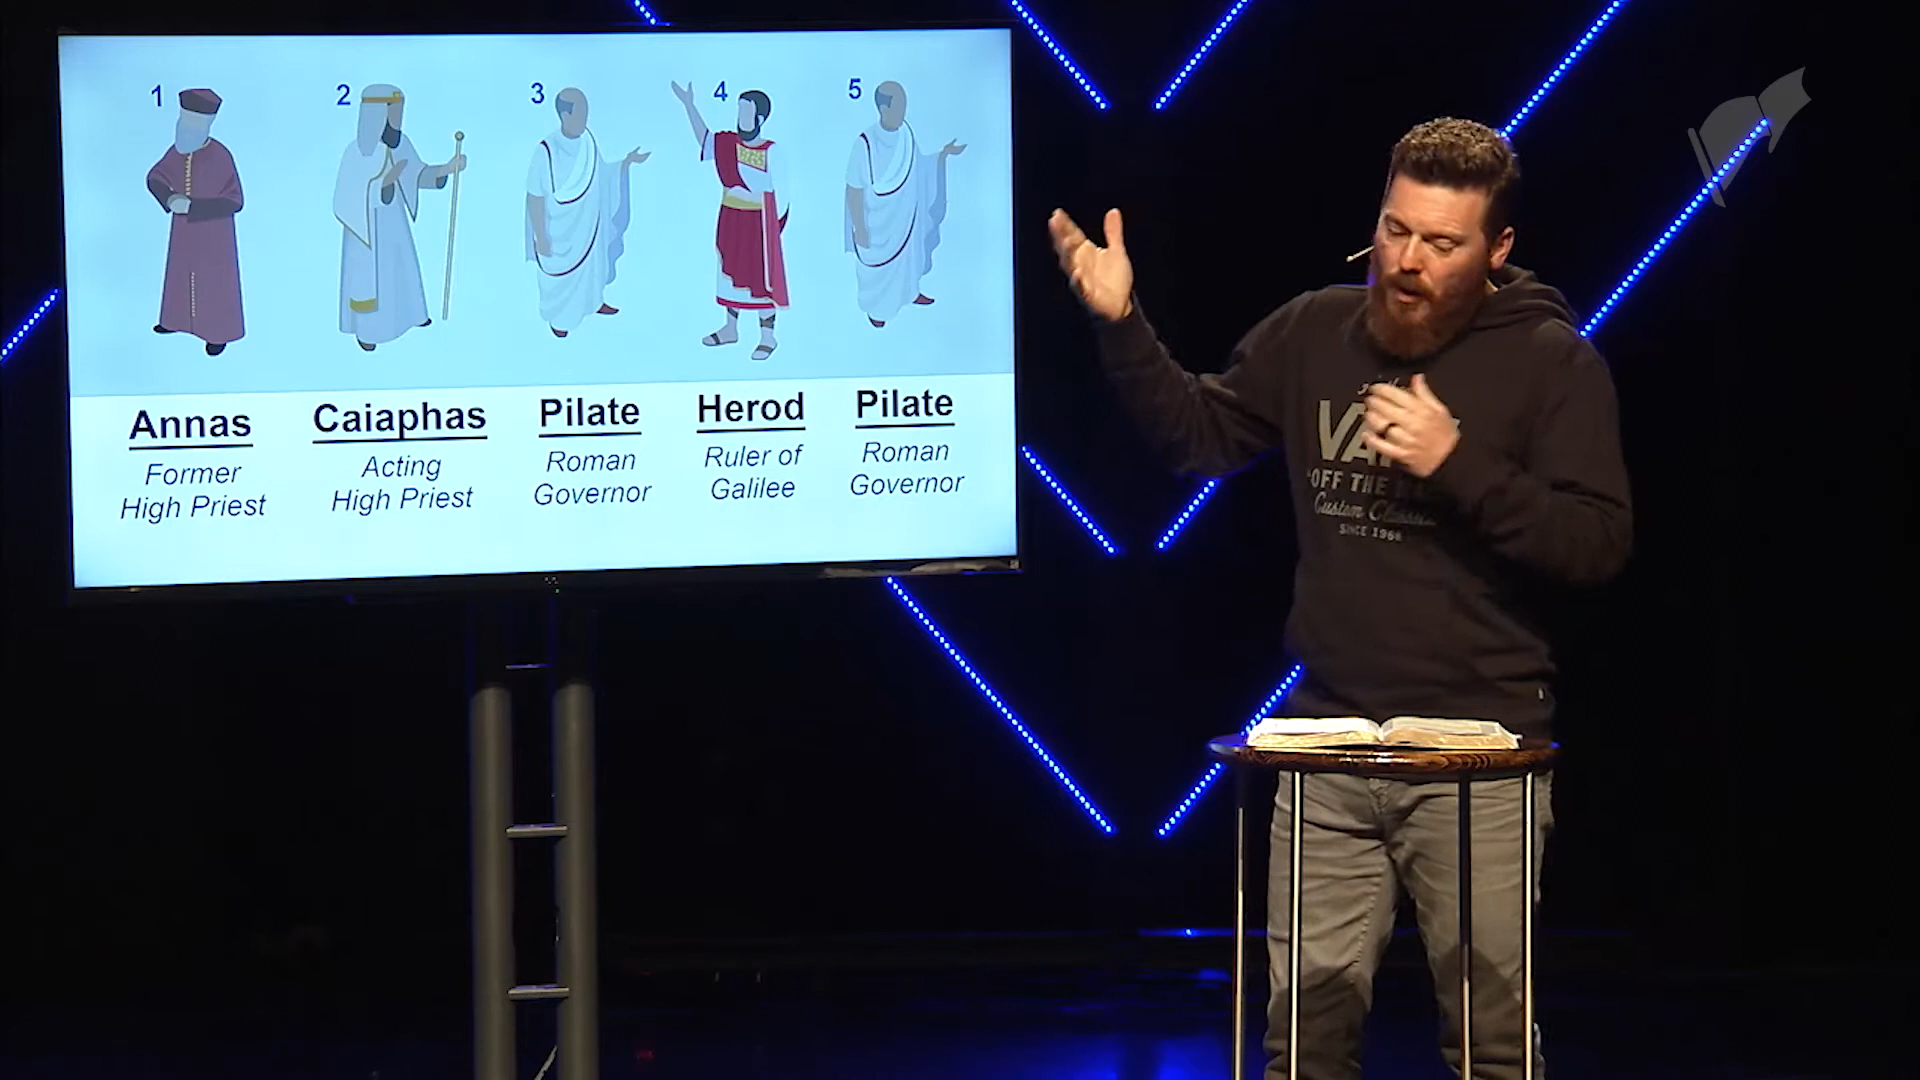 1
2
3
4
5
Annas
Former
High Priest
Caiaphas
Acting
High Priest
Pilate
Roman
Governor
Herod
Ruler of
Galilee
Pilate
Roman
Governor
OFF THE
Custom
SINCE 1966